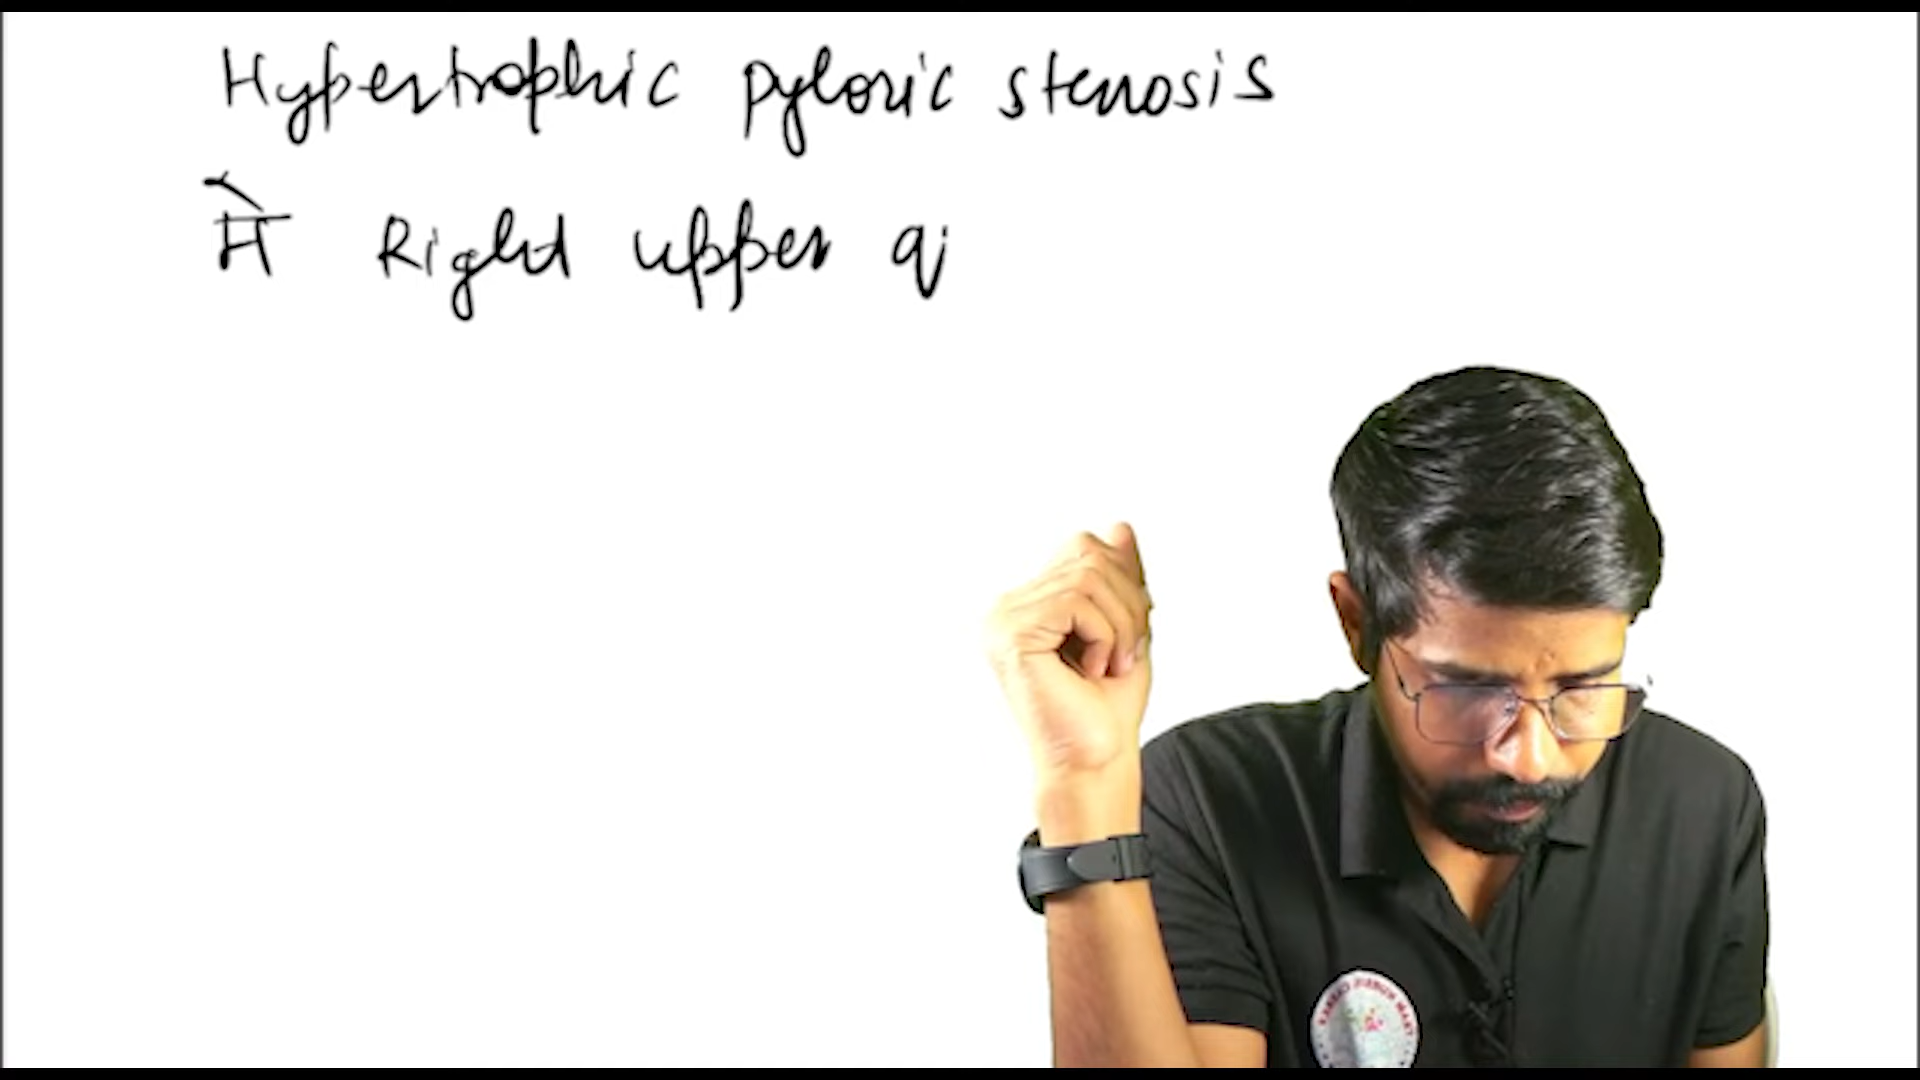 Hypertrophic pyloric stenosis
में Right upper q